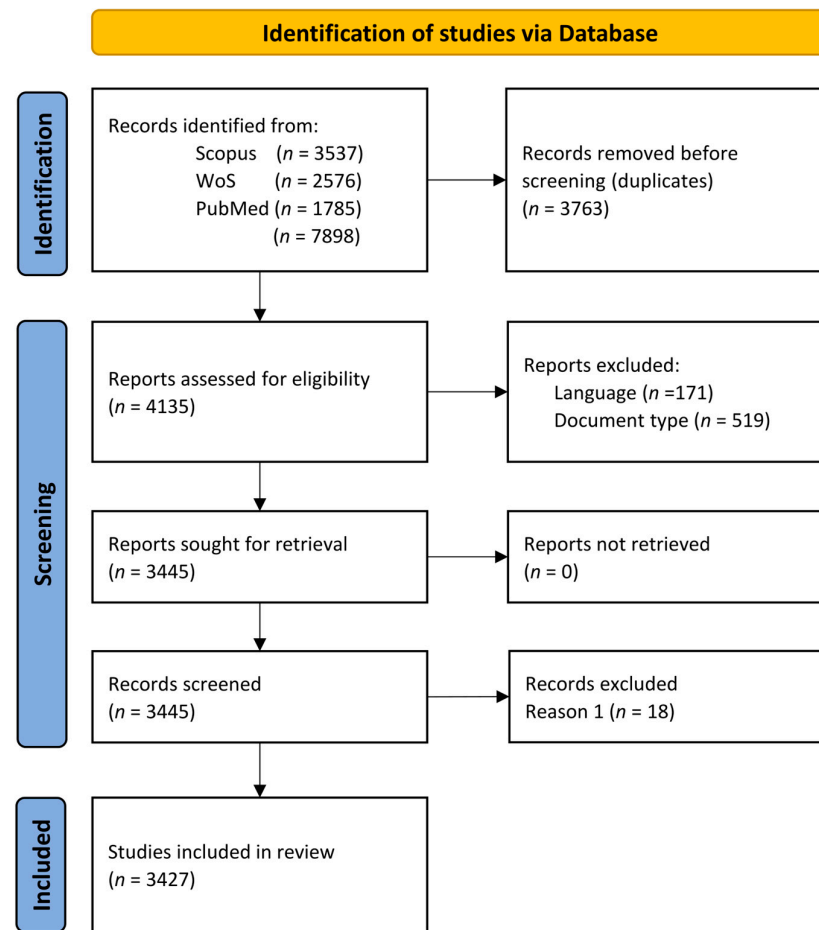 Identification of studies via Database
Identification
Records identified from:
Scopus (n = 3537)
WoS (n = 2576)
PubMed (n = 1785)
(n = 7898)
Records removed before
screening (duplicates)
(n = 3763)
Screening
Reports assessed for eligibility
(n = 4135)
Reports excluded:
Language (n =171)
Document type (n = 519)
Reports sought for retrieval
(n = 3445)
Reports not retrieved
(n = 0)
Records screened
(n = 3445)
Records excluded
Reason 1 (n = 18)
Included
Studies included in review
(n = 3427)